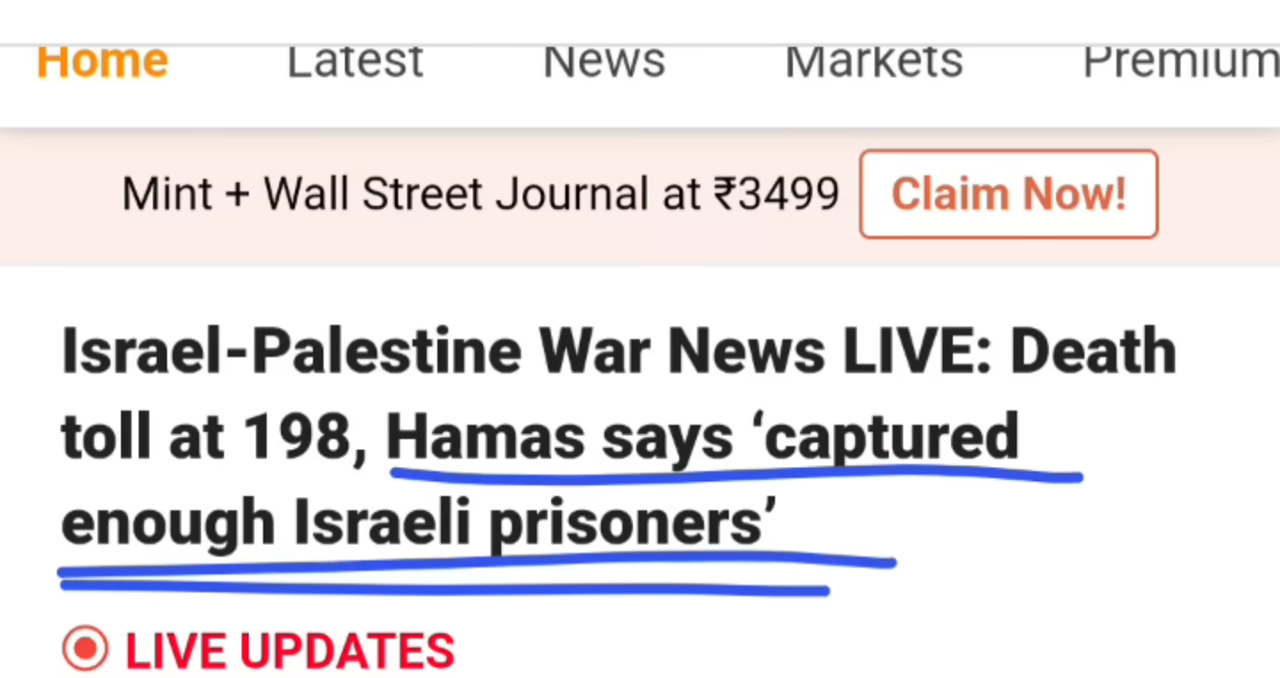 Home Latest News Markets Premium
Mint + Wall Street Journal at ₹3499 Claim Now!
Israel-Palestine War News LIVE: Death
toll at 198, Hamas says ‘captured
enough Israeli prisoners’
LIVE UPDATES